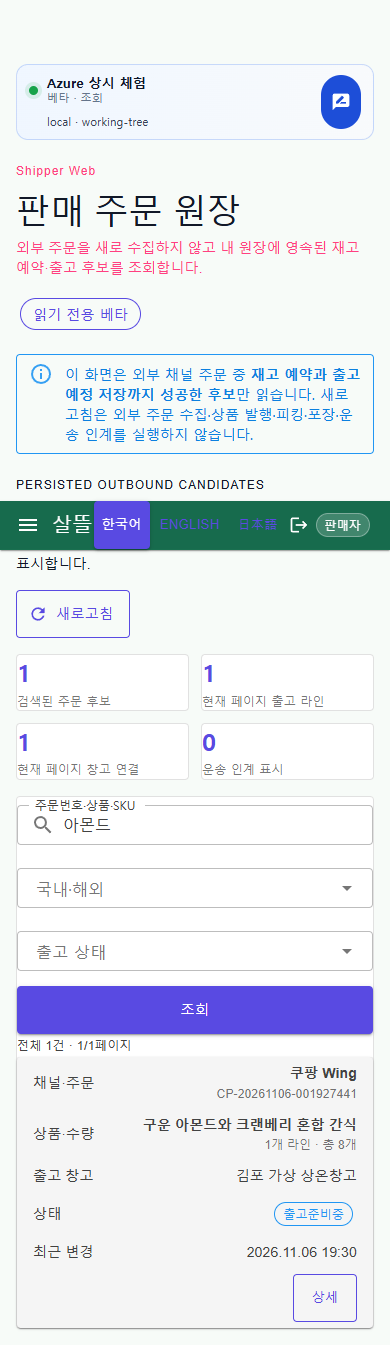 Azure 상시 체험
베타 · 조회
local · working-tree
Shipper Web
판매 주문 원장
외부 주문을 새로 수집하지 않고 내 원장에 영속된 재고
예약·출고 후보를 조회합니다.
읽기 전용 베타
이 화면은 외부 채널 주문 중 재고 예약과 출고
예정 저장까지 성공한 후보만 읽습니다. 새로
고침은 외부 주문 수집·상품 발행·피킹·포장·운
송 인계를 실행하지 않습니다.
PERSISTED OUTBOUND CANDIDATES
살뜰 한국어 ENGLISH 日本語 판매자
표시합니다.
새로고침
1 1
검색된 주문 후보 현재 페이지 출고 라인
1 0
현재 페이지 창고 연결 운송 인계 표시
주문번호·상품·SKU
아몬드
국내·해외
출고 상태
조회
전체 1건 · 1/1페이지
채널·주문 쿠팡 Wing
CP-20261106-001927441
상품·수량 구운 아몬드와 크랜베리 혼합 간식
1개 라인 · 총 8개
출고 창고 김포 가상 상온창고
상태 출고준비중
최근 변경 2026.11.06 19:30
상세